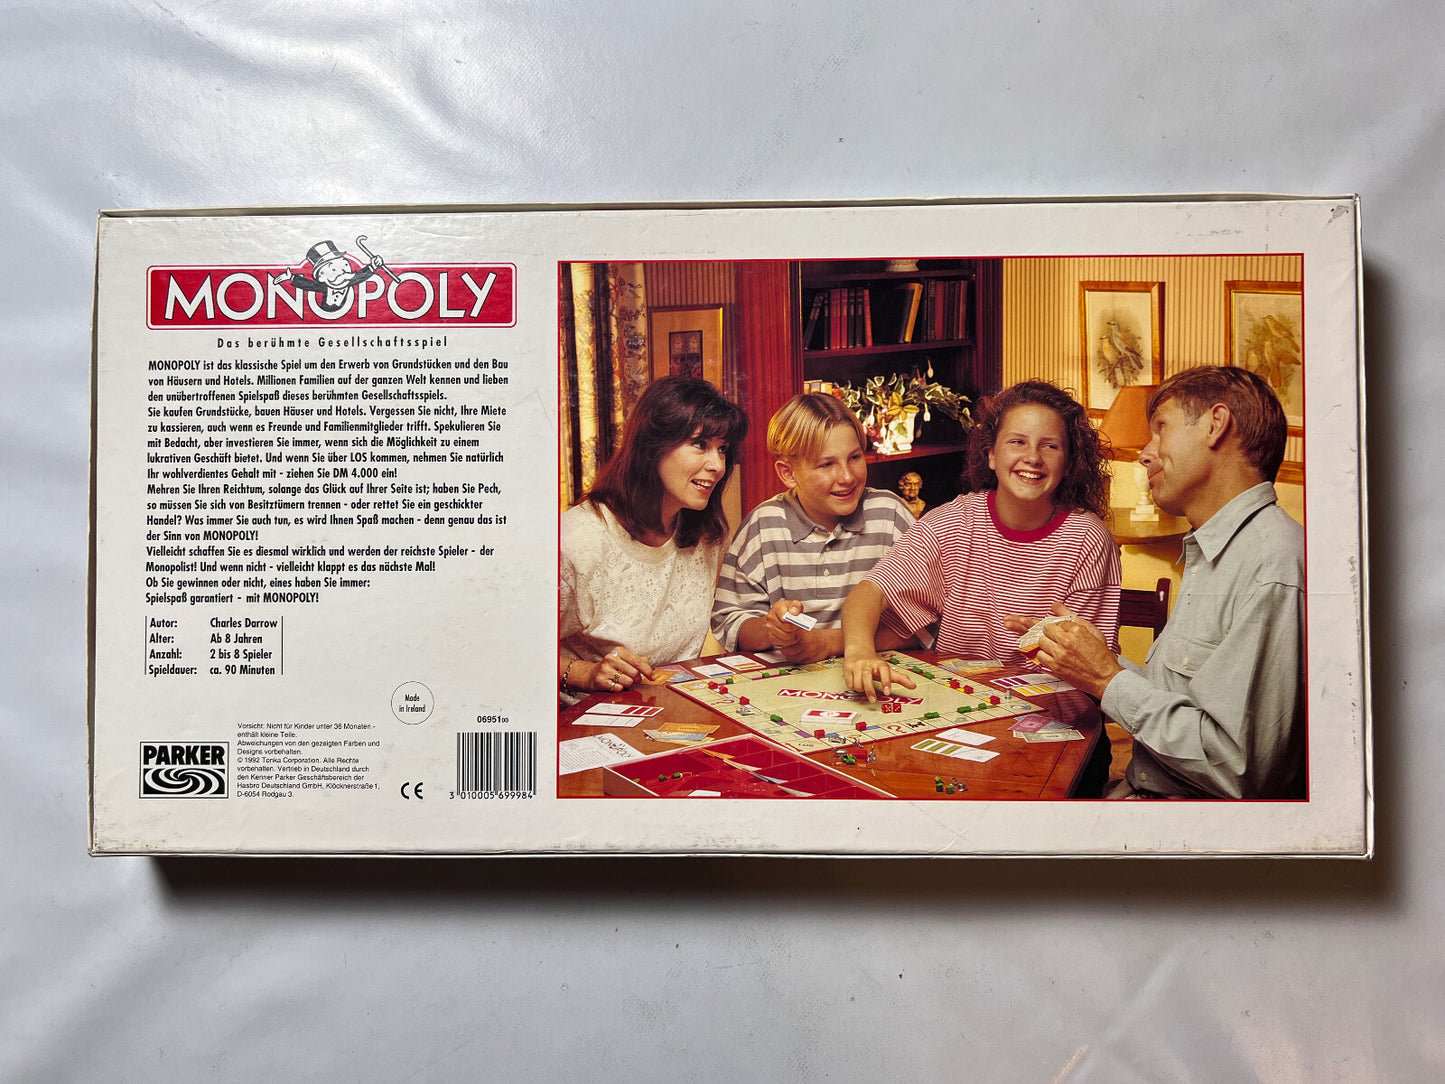 MONOPOLY
Das berühmte Gesellschaftsspiel
MONOPOLY ist das klassische Spiel um den Erwerb von Grundstücken und den Bau
von Häusern und Hotels. Millionen Familien auf der ganzen Welt kennen und lieben
den unübertroffenen Spielspaß dieses berühmten Gesellschaftsspiels.
Sie kaufen Grundstücke, bauen Häuser und Hotels. Vergessen Sie nicht, Ihre Miete
zu kassieren, auch wenn es Freunde und Familienmitglieder trifft. Spekulieren Sie
mit Bedacht, aber investieren Sie immer, wenn sich die Möglichkeit zu einem
lukrativen Geschäft bietet. Und wenn Sie über LOS kommen, nehmen Sie natürlich
Ihr wohlverdientes Gehalt mit - ziehen Sie DM 4.000 ein!
Mehren Sie Ihren Reichtum, solange das Glück auf Ihrer Seite ist; haben Sie Pech,
so müssen Sie sich von Besitztümern trennen - oder rettet Sie ein geschickter
Handel? Was immer Sie auch tun, es wird Ihnen Spaß machen - denn genau das ist
der Sinn von MONOPOLY!
Vielleicht schaffen Sie es diesmal wirklich und werden der reichste Spieler - der
Monopolist! Und wenn nicht - vielleicht klappt es das nächste Mal!
Ob Sie gewinnen oder nicht, eines haben Sie immer:
Spielspaß garantiert - mit MONOPOLY!
Autor: Charles Darrow
Alter: Ab 8 Jahren
Anzahl: 2 bis 8 Spieler
Spieldauer: ca. 90 Minuten
Made
in Ireland
0695100
PARKER
Vorsicht: Nicht für Kinder unter 36 Monaten -
enthält kleine Teile.
Abweichungen von den gezeigten Farben und
Designs vorbehalten.
© 1992 Tonka Corporation. Alle Rechte
vorbehalten. Vertrieb in Deutschland durch
den Kenner Parker Geschäftsbereich der
Hasbro Deutschland GmbH, Klöcknerstraße 1,
D-6054 Rodgau 3.
CE
3 010005 699984
MONOPOLY
MONOPOLY